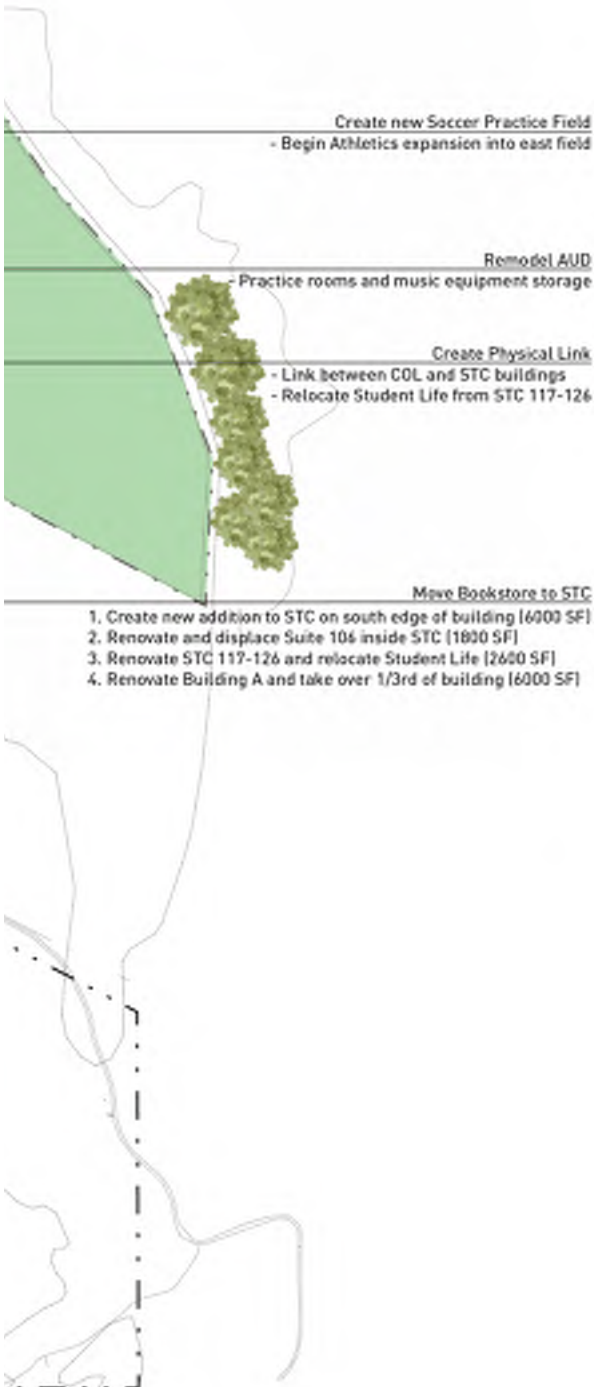 Create new Soccer Practice Field
- Begin Athletics expansion into east field
Remodel AUD
- Practice rooms and music equipment storage
Create Physical Link
- Link between COL and STC buildings
- Relocate Student Life from STC 117-126
Move Bookstore to STC
1. Create new addition to STC on south edge of building (6000 SF)
2. Renovate and displace Suite 106 inside STC (1800 SF)
3. Renovate STC 117-126 and relocate Student Life (2600 SF)
4. Renovate Building A and take over 1/3rd of building (6000 SF)